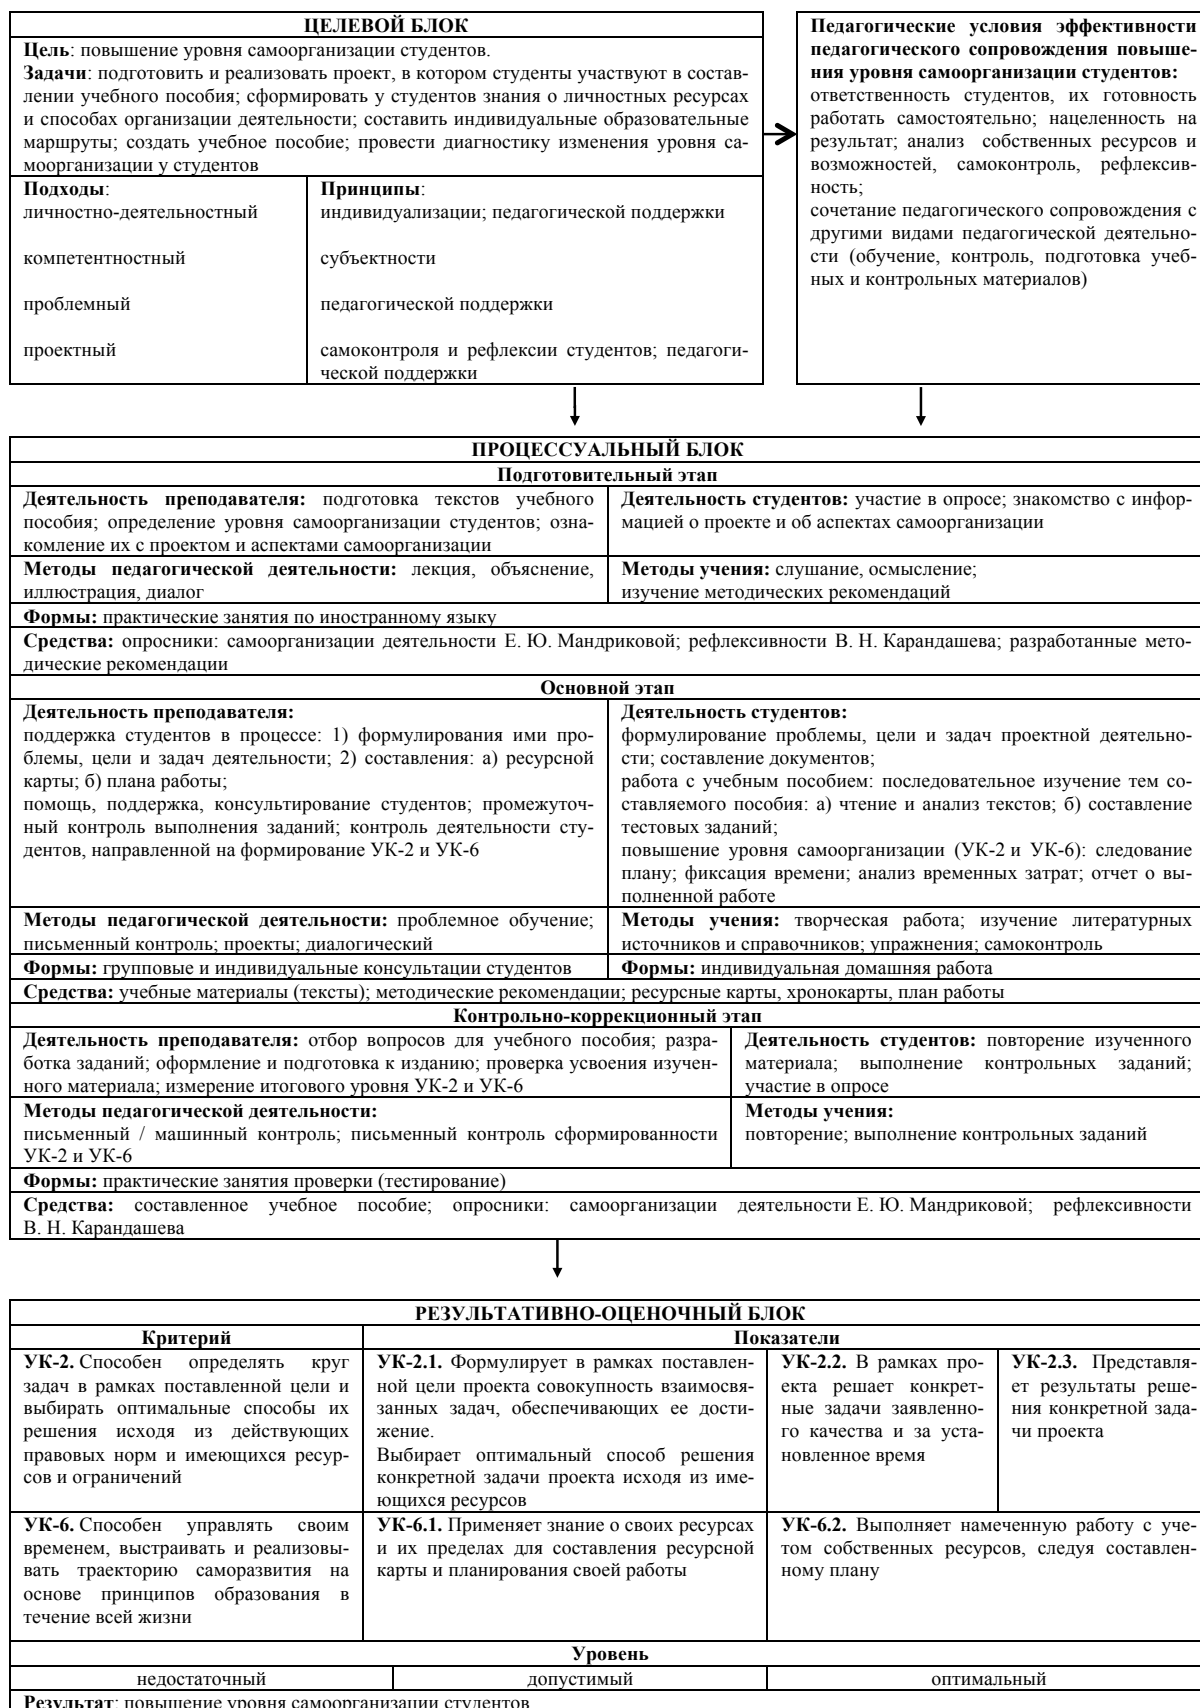 ЦЕЛЕВОЙ БЛОК
Цель: повышение уровня самоорганизации студентов.
Задачи: подготовить и реализовать проект, в котором студенты участвуют в состав-
лении учебного пособия; сформировать у студентов знания о личностных ресурсах
и способах организации деятельности; составить индивидуальные образовательные
маршруты; создать учебное пособие; провести диагностику изменения уровня са-
моорганизации у студентов
Подходы:
личностно-деятельностный
компетентностный
проблемный
проектный
Принципы:
индивидуализации; педагогической поддержки
субъектности
педагогической поддержки
самоконтроля и рефлексии студентов; педагоги-
ческой поддержки
Педагогические условия эффективности
педагогического сопровождения повыше-
ния уровня самоорганизации студентов:
ответственность студентов, их готовность
работать самостоятельно; нацеленность на
результат; анализ собственных ресурсов и
возможностей, самоконтроль, рефлексив-
ность;
сочетание педагогического сопровождения с
другими видами педагогической деятельно-
сти (обучение, контроль, подготовка учеб-
ных и контрольных материалов)
ПРОЦЕССУАЛЬНЫЙ БЛОК
Подготовительный этап
Деятельность преподавателя: подготовка текстов учебного
пособия; определение уровня самоорганизации студентов; озна-
комление их с проектом и аспектами самоорганизации
Деятельность студентов: участие в опросе; знакомство с инфор-
мацией о проекте и об аспектах самоорганизации
Методы педагогической деятельности: лекция, объяснение,
иллюстрация, диалог
Методы учения: слушание, осмысление;
изучение методических рекомендаций
Формы: практические занятия по иностранному языку
Средства: опросники: самоорганизации деятельности Е. Ю. Мандриковой; рефлексивности В. Н. Карандашева; разработанные мето-
дические рекомендации
Основной этап
Деятельность преподавателя:
поддержка студентов в процессе: 1) формулирования ими про-
блемы, цели и задач деятельности; 2) составления: а) ресурсной
карты; б) плана работы;
помощь, поддержка, консультирование студентов; промежуточ-
ный контроль выполнения заданий; контроль деятельности сту-
дентов, направленной на формирование УК-2 и УК-6
Деятельность студентов:
формулирование проблемы, цели и задач проектной деятельно-
сти; составление документов;
работа с учебным пособием: последовательное изучение тем со-
ставляемого пособия: а) чтение и анализ текстов; б) составление
тестовых заданий;
повышение уровня самоорганизации (УК-2 и УК-6): следование
плану; фиксация времени; анализ временных затрат; отчет о вы-
полненной работе
Методы педагогической деятельности: проблемное обучение;
письменный контроль; проекты; диалогический
Методы учения: творческая работа; изучение литературных
источников и справочников; упражнения; самоконтроль
Формы: групповые и индивидуальные консультации студентов
Формы: индивидуальная домашняя работа
Средства: учебные материалы (тексты); методические рекомендации; ресурсные карты, хронокарты, план работы
Контрольно-коррекционный этап
Деятельность преподавателя: отбор вопросов для учебного пособия; разра-
ботка заданий; оформление и подготовка к изданию; проверка усвоения изучен-
ного материала; измерение итогового уровня УК-2 и УК-6
Деятельность студентов: повторение изученного
материала; выполнение контрольных заданий;
участие в опросе
Методы педагогической деятельности:
письменный / машинный контроль; письменный контроль сформированности
УК-2 и УК-6
Методы учения:
повторение; выполнение контрольных заданий
Формы: практические занятия проверки (тестирование)
Средства: составленное учебное пособие; опросники: самоорганизации деятельности Е. Ю. Мандриковой; рефлексивности
В. Н. Карандашева
РЕЗУЛЬТАТИВНО-ОЦЕНОЧНЫЙ БЛОК
Критерий
Показатели
УК-2. Способен определять круг
задач в рамках поставленной цели и
выбирать оптимальные способы их
решения исходя из действующих
правовых норм и имеющихся ресур-
сов и ограничений
УК-2.1. Формулирует в рамках поставлен-
ной цели проекта совокупность взаимосвя-
занных задач, обеспечивающих ее дости-
жение.
Выбирает оптимальный способ решения
конкретной задачи проекта исходя из име-
ющихся ресурсов
УК-2.2. В рамках про-
екта решает конкрет-
ные задачи заявленно-
го качества и за уста-
новленное время
УК-2.3. Представля-
ет результаты реше-
ния конкретной зада-
чи проекта
УК-6. Способен управлять своим
временем, выстраивать и реализовы-
вать траекторию саморазвития на
основе принципов образования в
течение всей жизни
УК-6.1. Применяет знание о своих ресурсах
и их пределах для составления ресурсной
карты и планирования своей работы
УК-6.2. Выполняет намеченную работу с уче-
том собственных ресурсов, следуя составлен-
ному плану
Уровень
недостаточный
допустимый
оптимальный
Результат: повышение уровня самоорганизации студентов